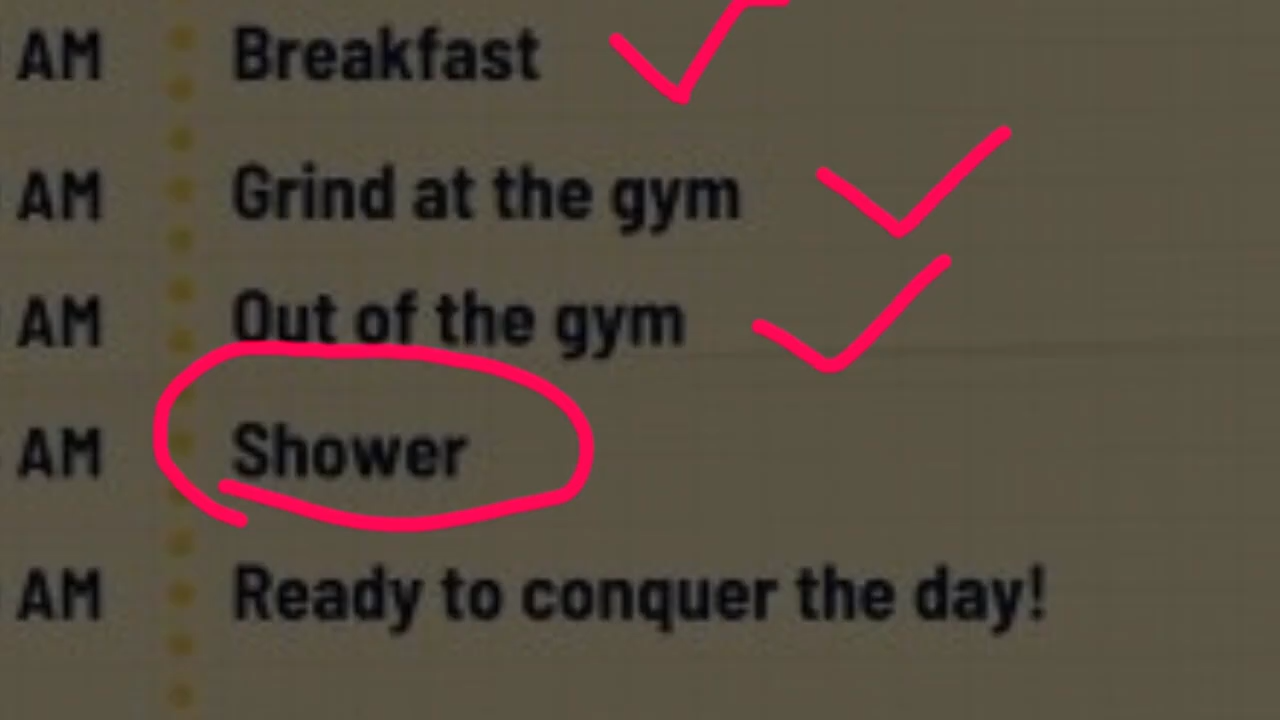 AM Breakfast
AM Grind at the gym
AM Out of the gym
AM Shower
AM Ready to conquer the day!